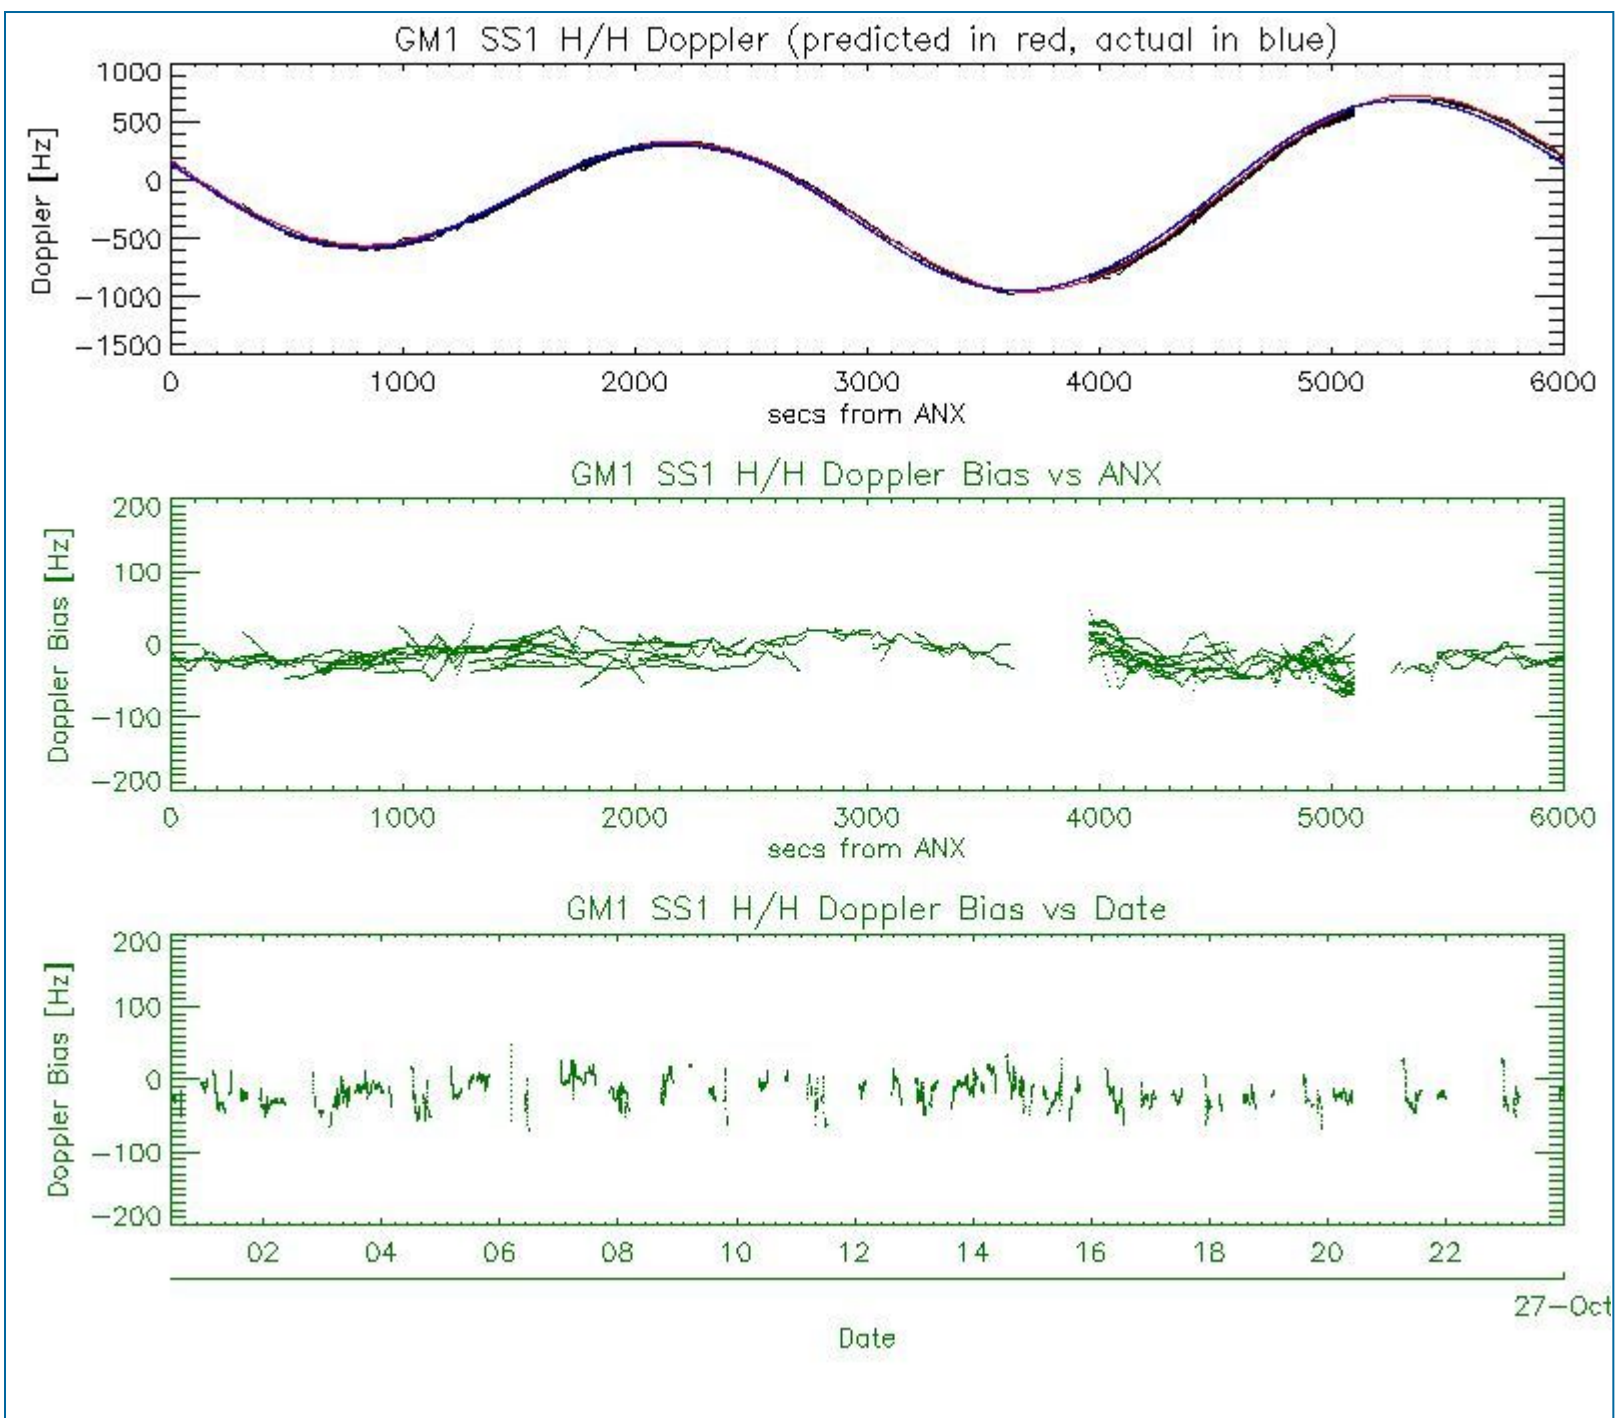 GM1 SS1 H/H Doppler (predicted in red, actual in blue)
1000
500
0
−500
−1000
−1500
Doppler [Hz]
0 1000 2000 3000 4000 5000 6000
secs from ANX
GM1 SS1 H/H Doppler Bias vs ANX
200
100
0
−100
−200
Doppler Bias [Hz]
0 1000 2000 3000 4000 5000 6000
secs from ANX
GM1 SS1 H/H Doppler Bias vs Date
200
100
0
−100
−200
Doppler Bias [Hz]
02 04 06 08 10 12 14 16 18 20 22
27−Oct
Date